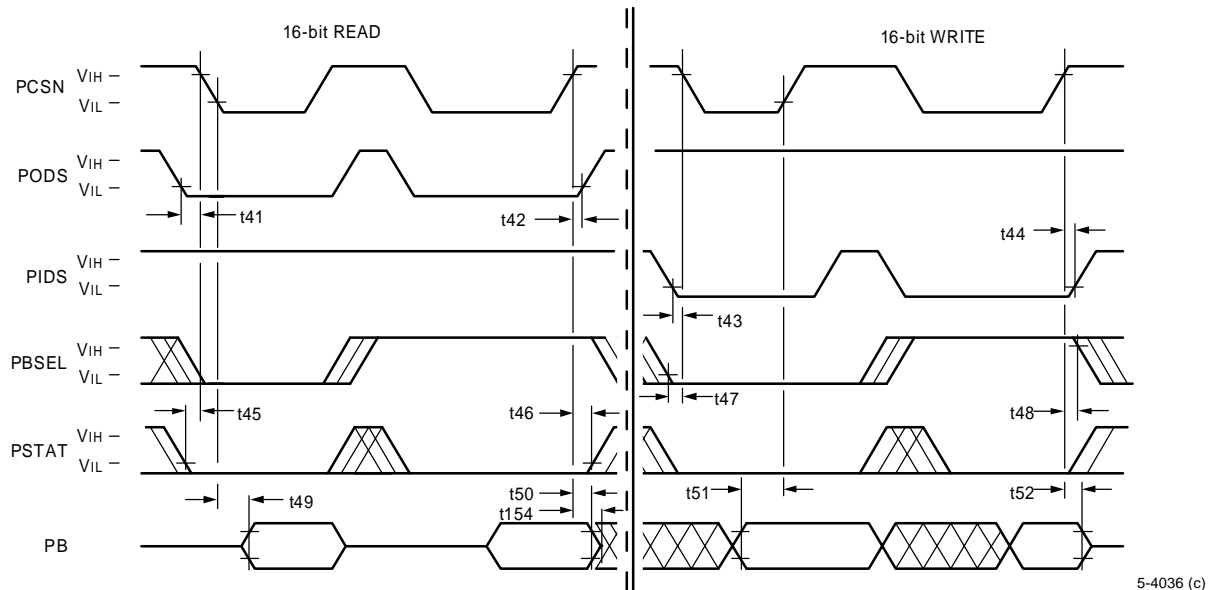 16-bit READ
16-bit WRITE
PCSN
VIH –
VIL –
PODS
VIH –
VIL –
t41
t42
t44
PIDS
VIH –
VIL –
t43
PBSEL
VIH –
VIL –
t45
t46
t47
t48
PSTAT
VIH –
VIL –
t49
t50
t154
t51
t52
PB
5-4036 (c)